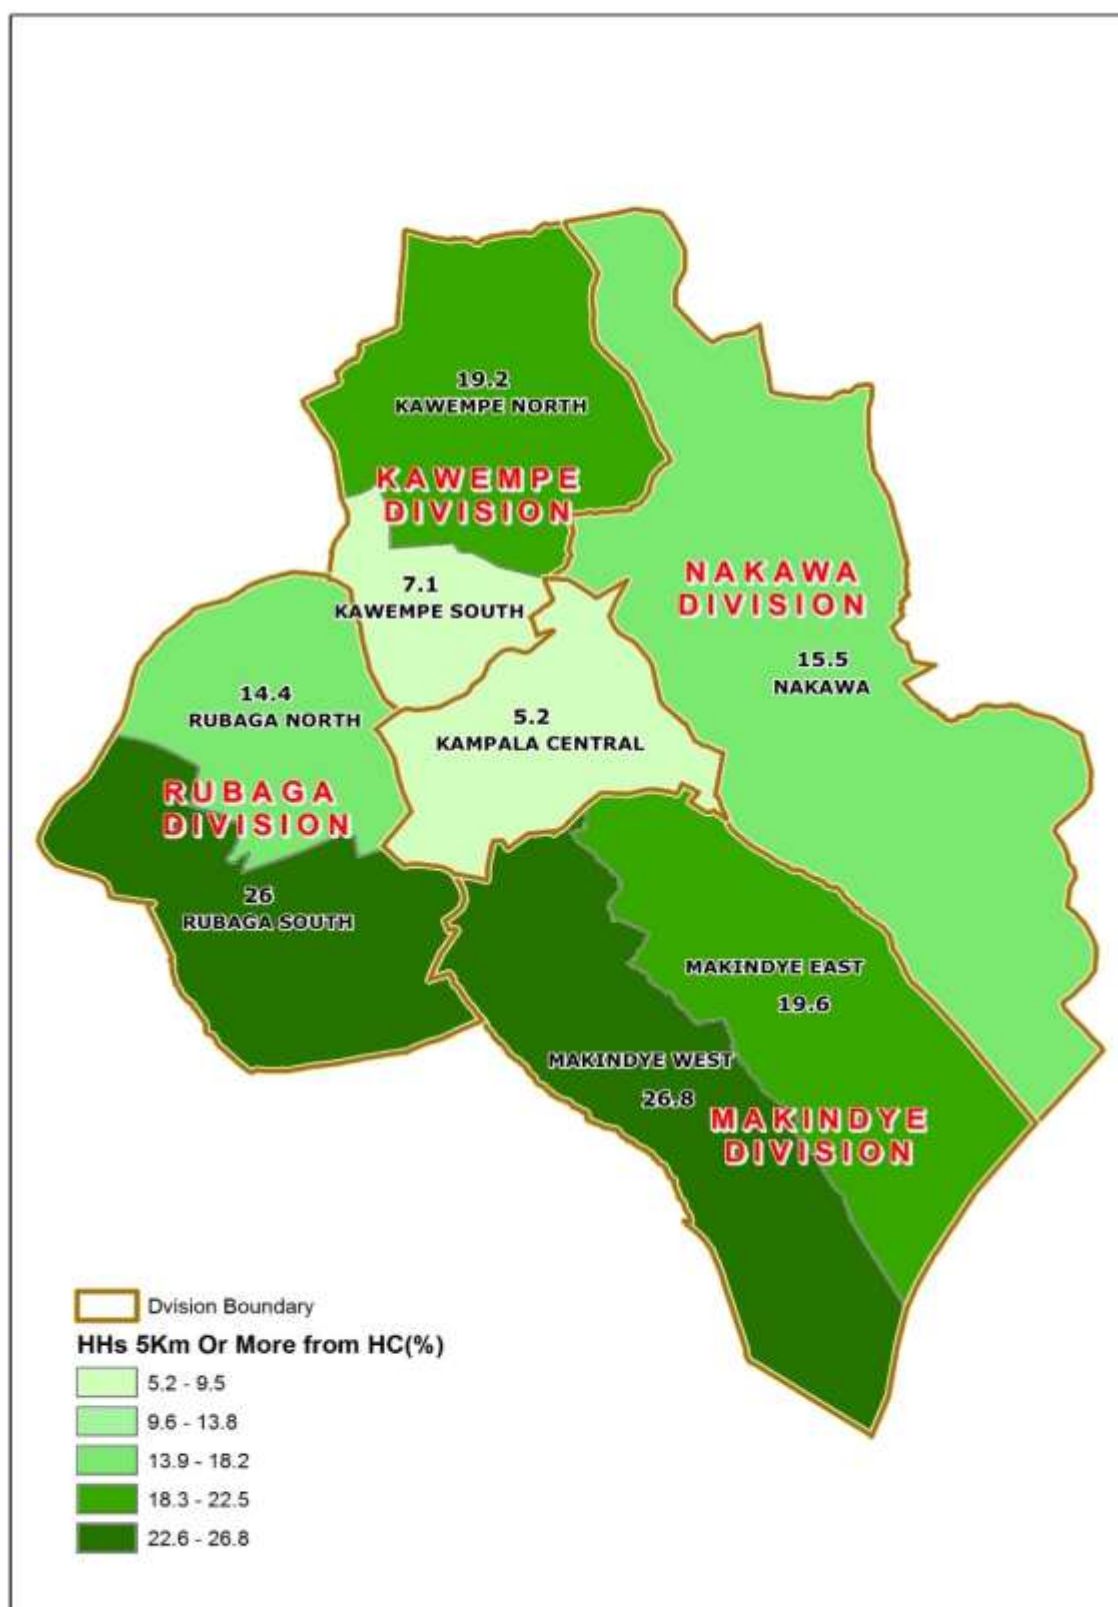 19.2
KAWEMPE NORTH
KAWEMPE
DIVISION
7.1
KAWEMPE SOUTH
NAKAWA
DIVISION
15.5
NAKAWA
14.4
RUBAGA NORTH
5.2
KAMPALA CENTRAL
RUBAGA
DIVISION
26
RUBAGA SOUTH
MAKINDYE EAST
19.6
MAKINDYE WEST
26.8
MAKINDYE
DIVISION
Dvision Boundary
HHs 5Km Or More from HC(%)
5.2 - 9.5
9.6 - 13.8
13.9 - 18.2
18.3 - 22.5
22.6 - 26.8